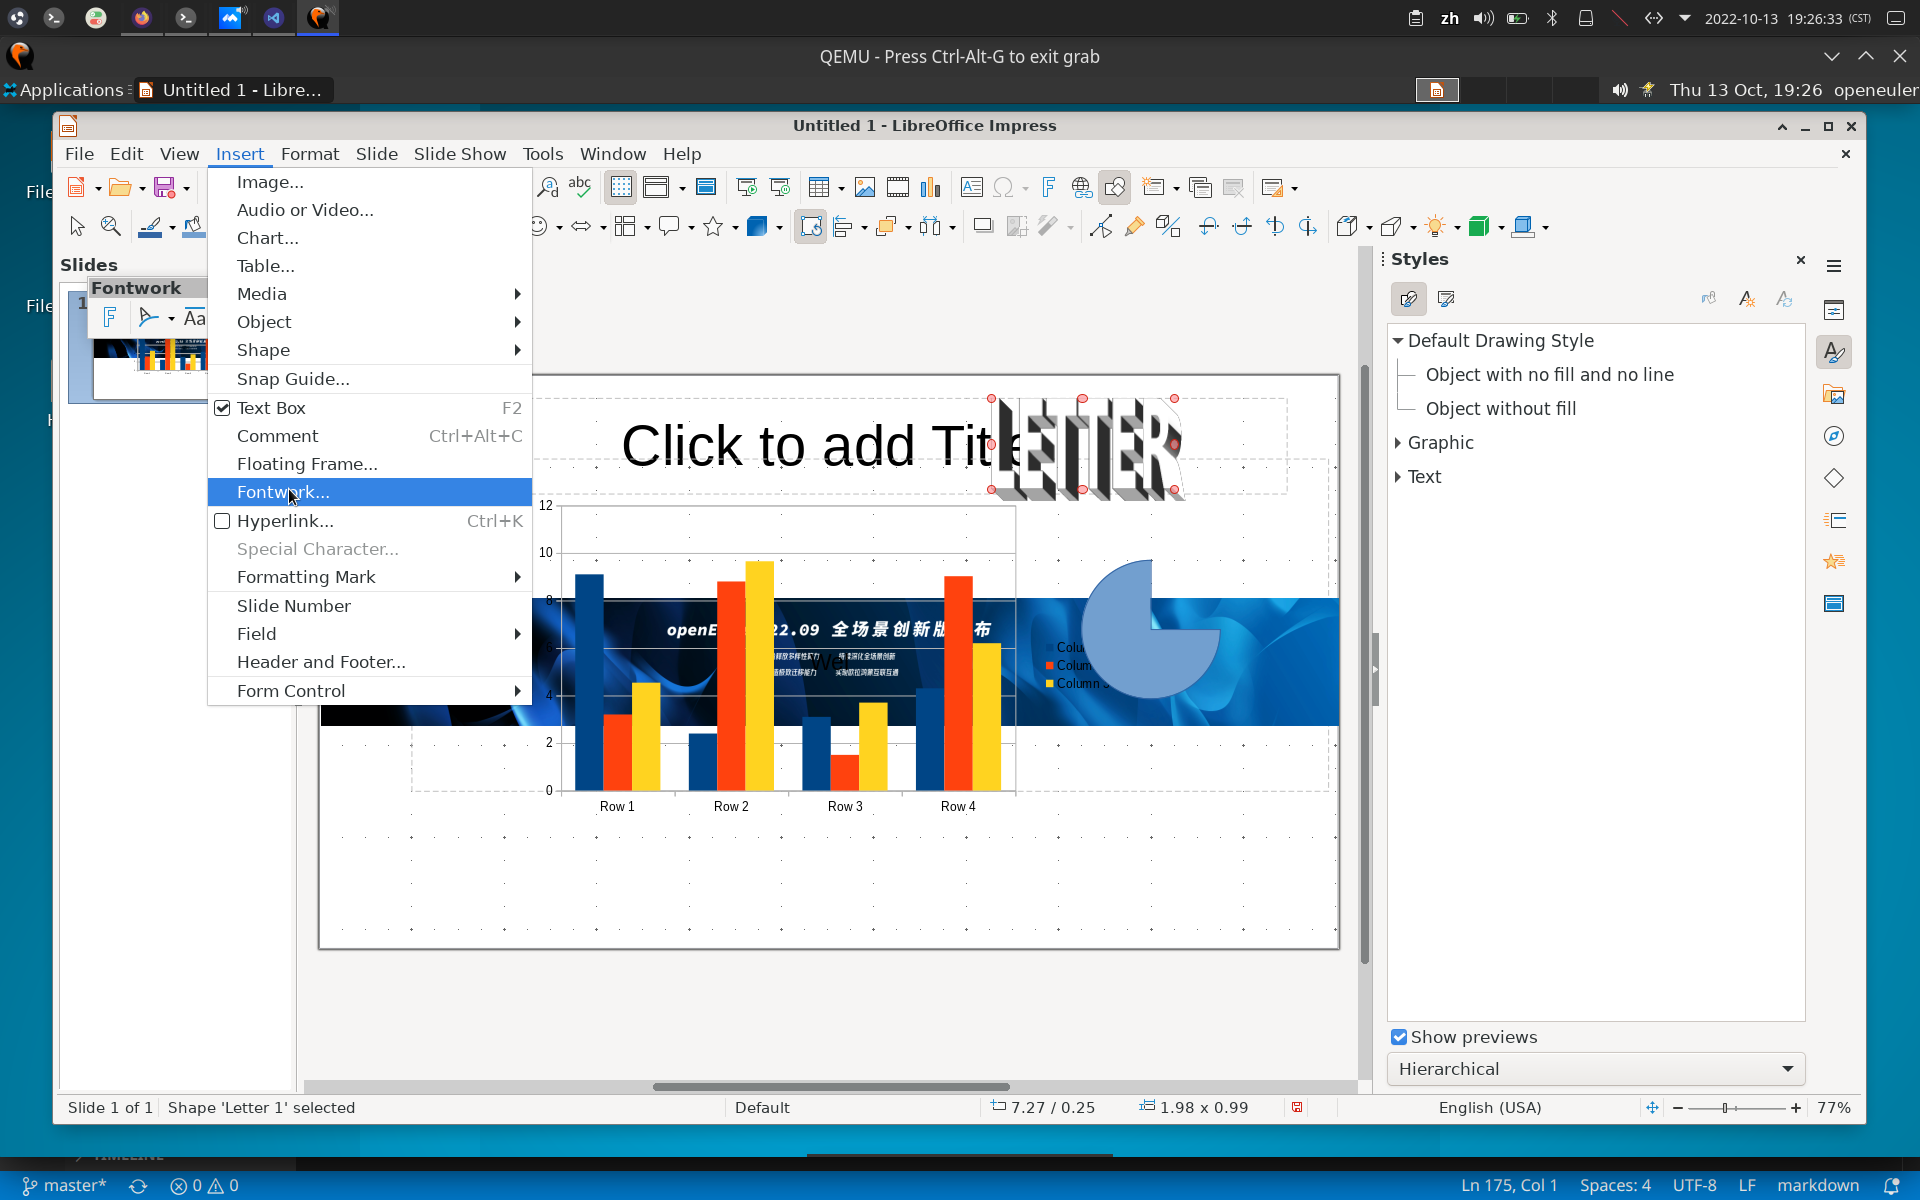 zh
2022-10-13 19:26:33 (CST)
QEMU - Press Ctrl-Alt-G to exit grab
Applications
Untitled 1 - Libre...
Thu 13 Oct, 19:26 openeuler
Untitled 1 - LibreOffice Impress
File Edit View Insert Format Slide Slide Show Tools Window Help
File
File
Slides
Fontwork
1
Image...
Audio or Video...
Chart...
Table...
Media
Object
Shape
Snap Guide...
Text Box F2
Comment Ctrl+Alt+C
Floating Frame...
Fontwork...
Hyperlink... Ctrl+K
Special Character...
Formatting Mark
Slide Number
Field
Header and Footer...
Form Control
Click to add Title
LETTER
12
10
8
6
4
2
0
Row 1 Row 2 Row 3 Row 4
22.09 全场景创新版
Column 3
Styles
Default Drawing Style
Object with no fill and no line
Object without fill
Graphic
Text
Show previews
Hierarchical
Slide 1 of 1
Shape 'Letter 1' selected
Default
7.27 / 0.25
1.98 x 0.99
English (USA)
77%
master*
0 0
Ln 175, Col 1
Spaces: 4
UTF-8
LF
markdown